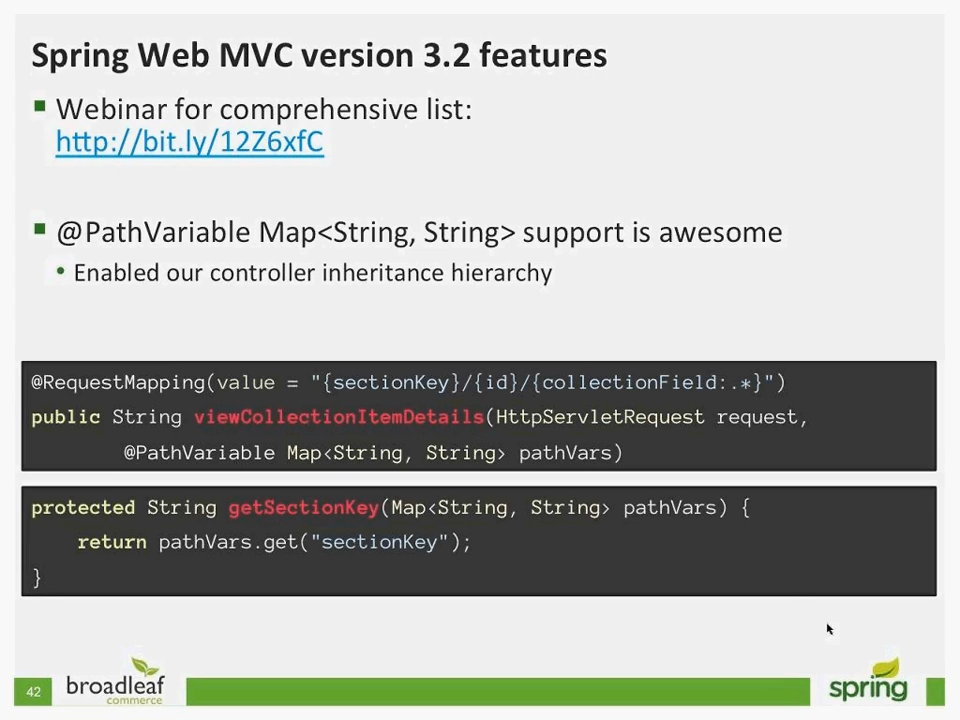 Spring Web MVC version 3.2 features
Webinar for comprehensive list:
http://bit.ly/12Z6xfC
@PathVariable Map<String, String> support is awesome
Enabled our controller inheritance hierarchy
@RequestMapping(value = "{sectionKey}/{id}/{collectionField:.*}")
public String viewCollectionItemDetails(HttpServletRequest request,
@PathVariable Map<String, String> pathVars)
protected String getSectionKey(Map<String, String> pathVars) {
return pathVars.get("sectionKey");
}
42
broadleaf
commerce
spring